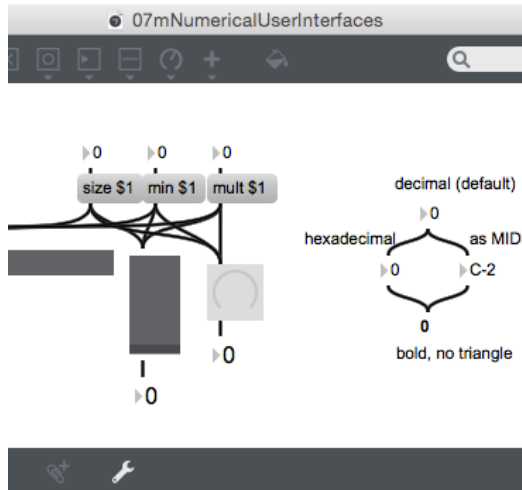 07mNumericalUserInterfaces
0 0 0
size $1 min $1 mult $1
decimal (default)
0
hexadecimal as MID
0 C-2
0
bold, no triangle
0
0